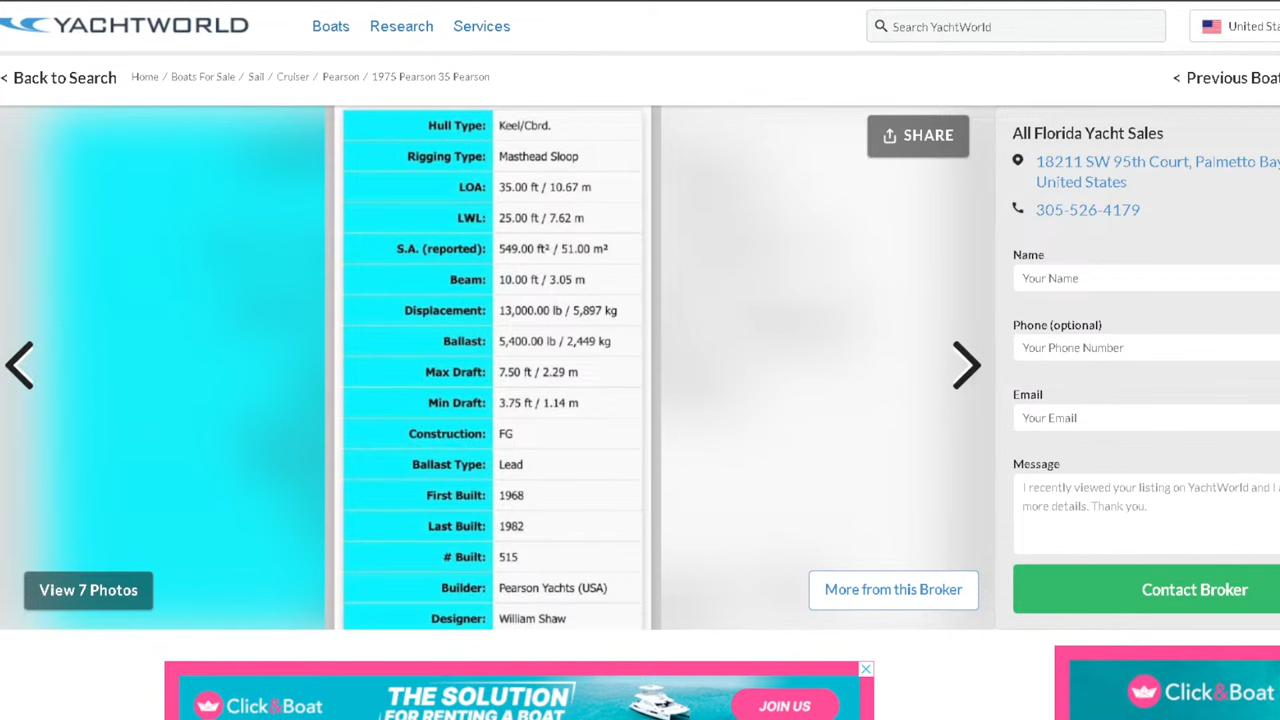 YACHTWORLD
Boats Research Services
Search YachtWorld
United Sta
< Back to Search
Home / Boats For Sale / Sail / Cruiser / Pearson / 1975 Pearson 35 Pearson
< Previous Boat
Hull Type: Keel/Cbrd.
Rigging Type: Masthead Sloop
LOA: 35.00 ft / 10.67 m
LWL: 25.00 ft / 7.62 m
S.A. (reported): 549.00 ft² / 51.00 m²
Beam: 10.00 ft / 3.05 m
Displacement: 13,000.00 lb / 5,897 kg
Ballast: 5,400.00 lb / 2,449 kg
Max Draft: 7.50 ft / 2.29 m
Min Draft: 3.75 ft / 1.14 m
Construction: FG
Ballast Type: Lead
First Built: 1968
Last Built: 1982
# Built: 515
Builder: Pearson Yachts (USA)
Designer: William Shaw
SHARE
View 7 Photos
More from this Broker
All Florida Yacht Sales
18211 SW 95th Court, Palmetto Bay
United States
305-526-4179
Name
Your Name
Phone (optional)
Your Phone Number
Email
Your Email
Message
I recently viewed your listing on YachtWorld and I
more details. Thank you.
Contact Broker
Click&Boat
THE SOLUTION
FOR RENTING A BOAT
JOIN US
Click&Boat